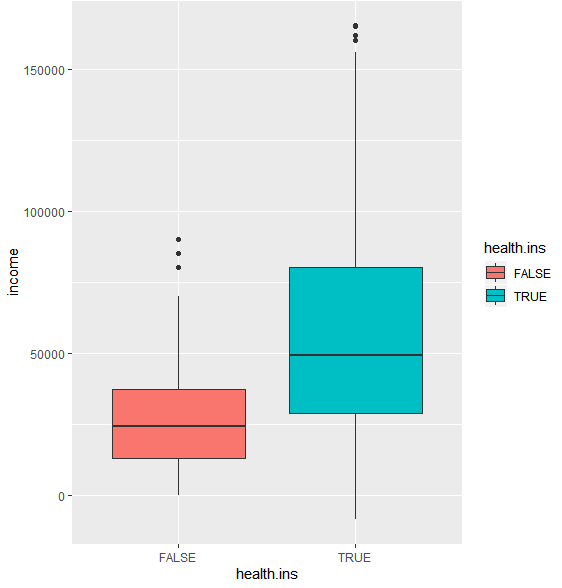 150000
100000
50000
0
income
FALSE
TRUE
health.ins
health.ins
FALSE
TRUE